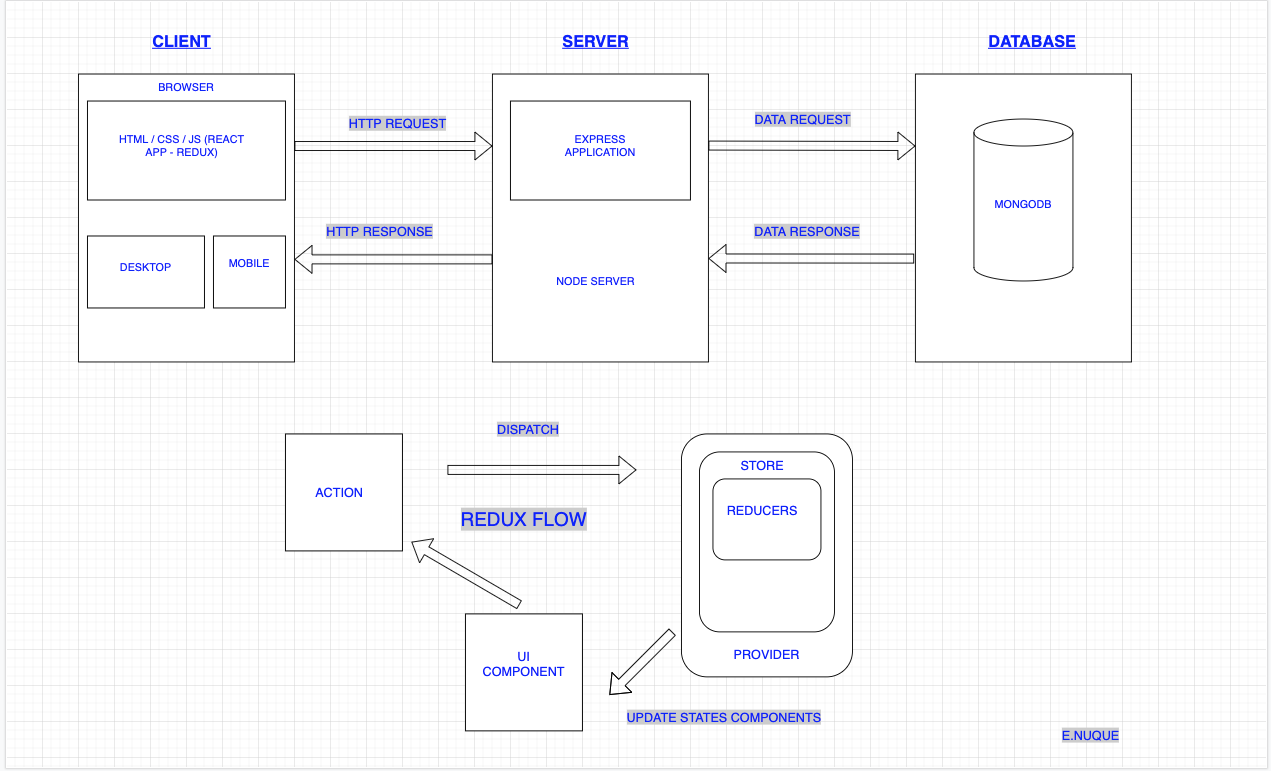 CLIENT
SERVER
DATABASE
BROWSER
HTML / CSS / JS (REACT
APP - REDUX)
HTTP REQUEST
EXPRESS
APPLICATION
DATA REQUEST
MONGODB
HTTP RESPONSE
DATA RESPONSE
DESKTOP
MOBILE
NODE SERVER
DISPATCH
ACTION
REDUX FLOW
STORE
REDUCERS
PROVIDER
UI
COMPONENT
UPDATE STATES COMPONENTS
E.NUQUE